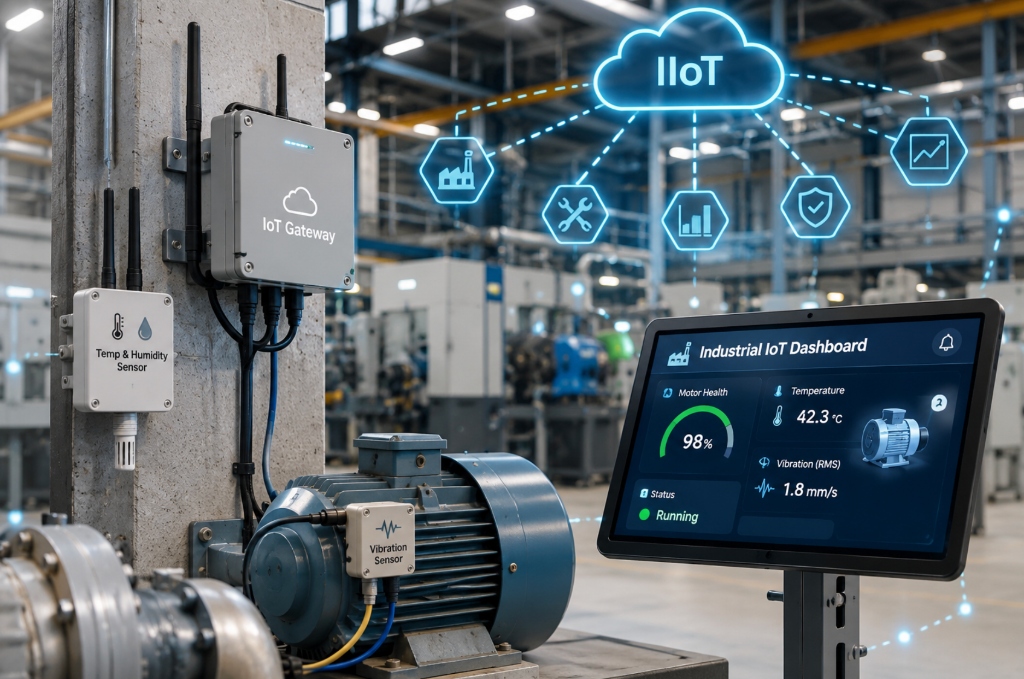 IIoT
IoT Gateway
Temp & Humidity
Sensor
Vibration
Sensor
Industrial IoT Dashboard
Motor Health
98%
Temperature
42.3 °C
Vibration (RMS)
1.8 mm/s
Status
Running
2